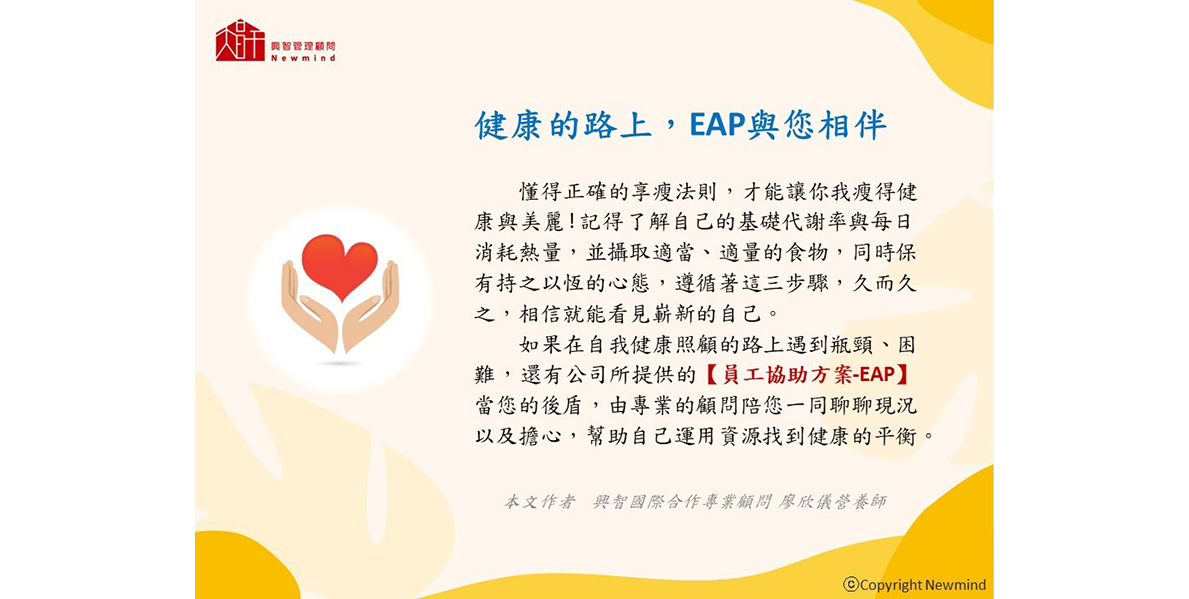 興智管理顧問
Newmind
健康的路上，EAP與您相伴
懂得正確的享瘦法則，才能讓你我瘦得健
康與美麗！記得了解自己的基礎代謝率與每日
消耗熱量，並攝取適當、適量的食物，同時保
有持之以恆的心態，遵循著這三步驟，久而久
之，相信就能看見嶄新的自己。
如果在自我健康照顧的路上遇到瓶頸、困
難，還有公司所提供的【員工協助方案-EAP】
當您的後盾，由專業的顧問陪您一同聊聊現況
以及擔心，幫助自己運用資源找到健康的平衡。
本文作者　興智國際合作專業顧問 廖欣儀營養師
ⓒCopyright Newmind